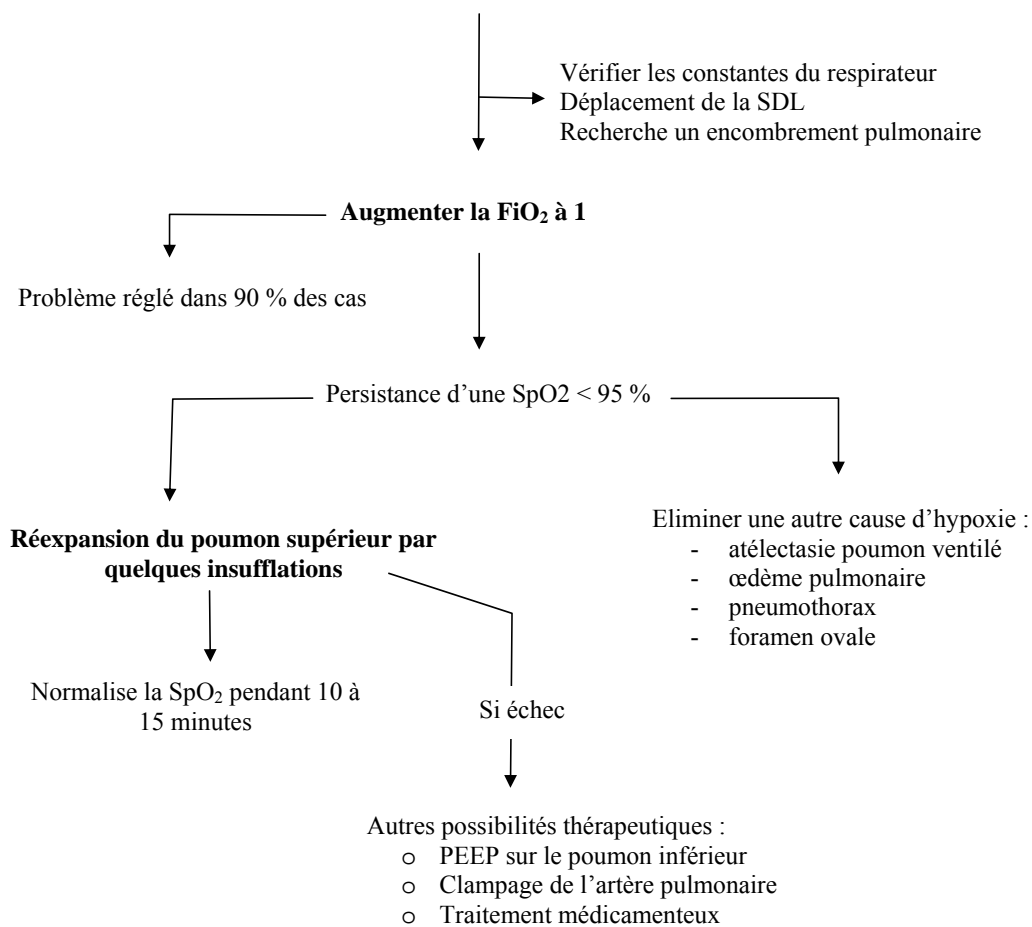 Vérifier les constantes du respirateur
Déplacement de la SDL
Recherche un encombrement pulmonaire
Augmenter la FiO₂ à 1
Problème réglé dans 90 % des cas
Persistance d’une SpO2 < 95 %
Réexpansion du poumon supérieur par
quelques insufflations
Eliminer une autre cause d’hypoxie :
- atélectasie poumon ventilé
- œdème pulmonaire
- pneumothorax
- foramen ovale
Normalise la SpO₂ pendant 10 à
15 minutes
Si échec
Autres possibilités thérapeutiques :
o PEEP sur le poumon inférieur
o Clampage de l’artère pulmonaire
o Traitement médicamenteux